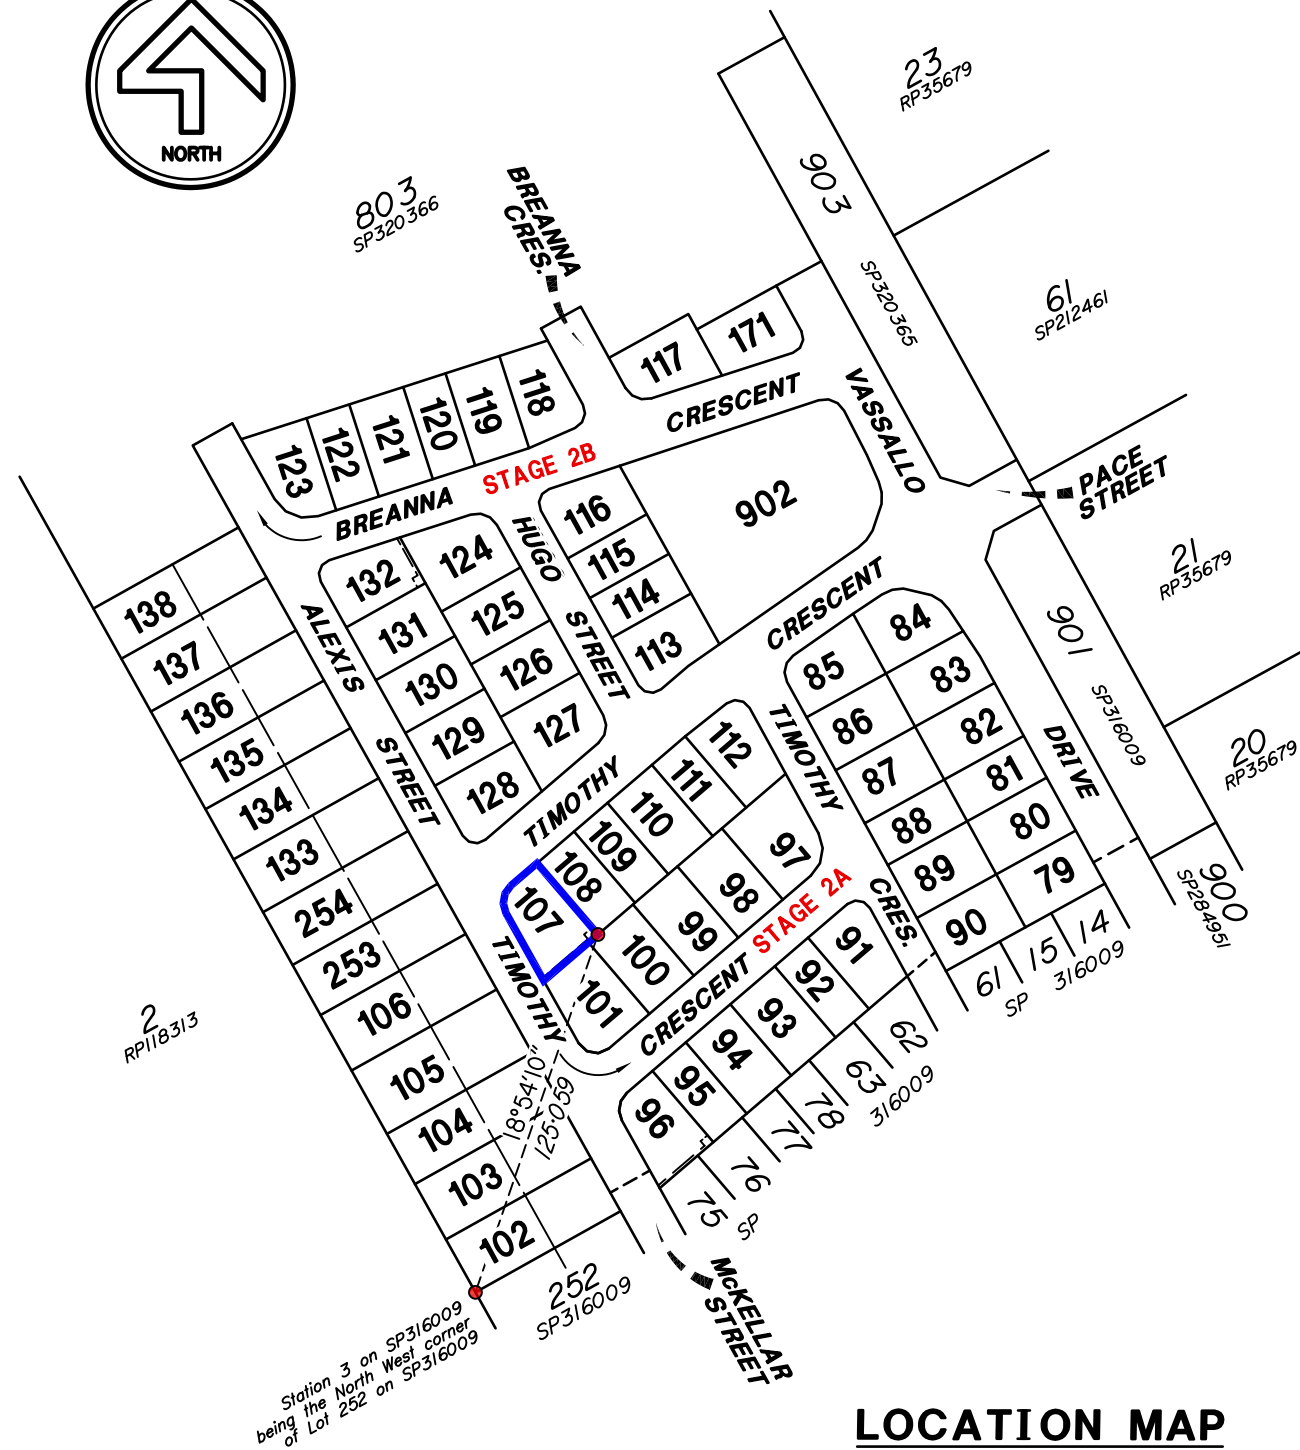 NORTH
23
RP35679
903
SP320365
803
SP320366
BREANNA
CRES.
61
SP212461
117
171
CRESCENT
VASSALLO
118
119
120
121
122
123
STAGE 2B
BREANNA
PACE
STREET
902
HUGO
STREET
116
115
114
113
21
RP35679
132
124
131
125
130
126
129
127
128
ALEXIS
STREET
138
137
136
135
134
133
254
253
106
105
104
103
102
CRESCENT
TIMOTHY
84
85
83
86
82
87
81
88
80
89
79
90
901
SP316009
DRIVE
20
RP35679
900
SP284951
TIMOTHY
CRES.
112
111
110
109
108
107
97
98
99
100
101
STAGE 2A
TIMOTHY
CRESCENT
91
92
93
94
95
96
61
15
14
SP
316009
62
63
78
77
76
75
SP
316009
2
RP118313
18°54'10"
125·059
252
SP316009
McKELLAR
STREET
Station 3 on SP316009
being the North West corner
of Lot 252 on SP316009
LOCATION MAP